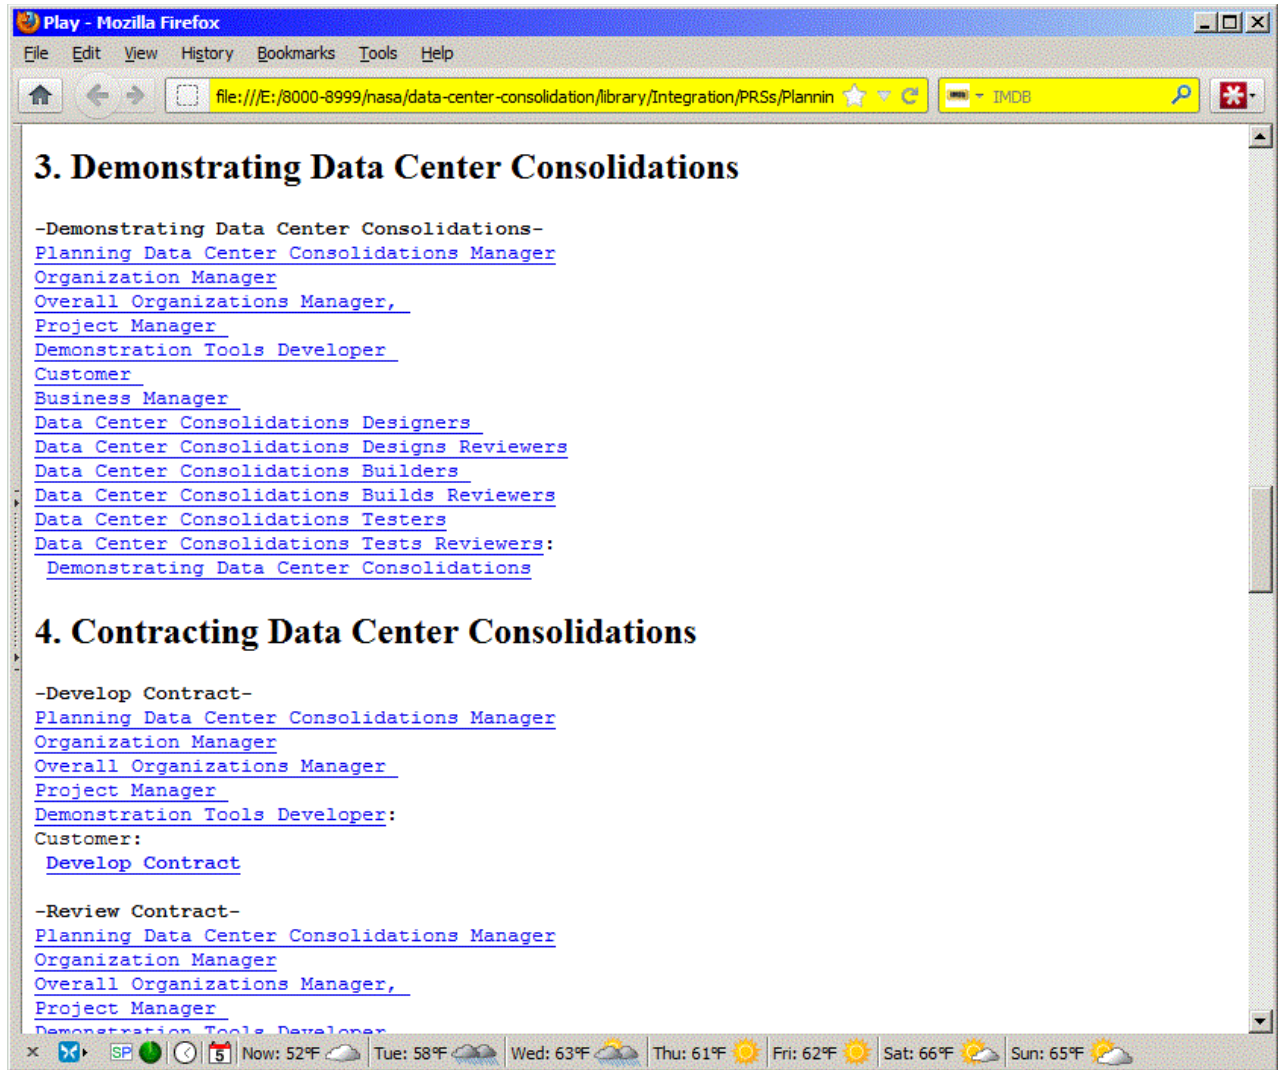 Play - Mozilla Firefox
File Edit View History Bookmarks Tools Help
file:///E:/8000-8999/nasa/data-center-consolidation/library/Integration/PRSs/Plannin IMDB
3. Demonstrating Data Center Consolidations
-Demonstrating Data Center Consolidations-
Planning Data Center Consolidations Manager
Organization Manager
Overall Organizations Manager,
Project Manager
Demonstration Tools Developer
Customer
Business Manager
Data Center Consolidations Designers
Data Center Consolidations Designs Reviewers
Data Center Consolidations Builders
Data Center Consolidations Builds Reviewers
Data Center Consolidations Testers
Data Center Consolidations Tests Reviewers:
Demonstrating Data Center Consolidations
4. Contracting Data Center Consolidations
-Develop Contract-
Planning Data Center Consolidations Manager
Organization Manager
Overall Organizations Manager
Project Manager
Demonstration Tools Developer:
Customer:
Develop Contract
-Review Contract-
Planning Data Center Consolidations Manager
Organization Manager
Overall Organizations Manager,
Project Manager
Demonstration Tools Developer
SP 5 Now: 52°F Tue: 58°F Wed: 63°F Thu: 61°F Fri: 62°F Sat: 66°F Sun: 65°F